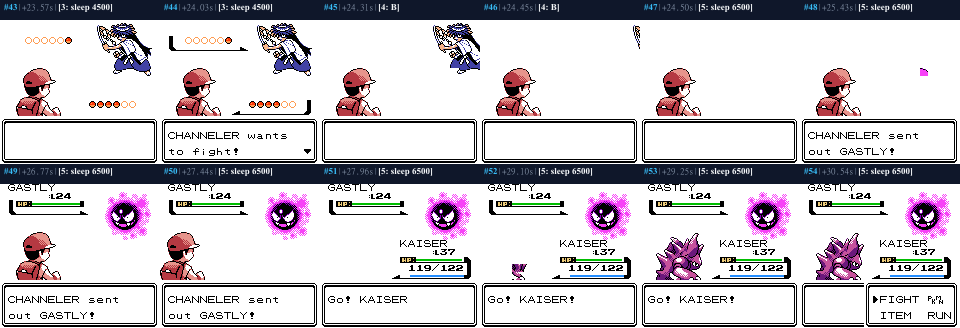 #43|+23.57s| [3: sleep 4500]
#44|+24.03s| [3: sleep 4500]
#45|+24.31s| [4: B]
#46|+24.45s| [4: B]
#47|+24.50s| [5: sleep 6500]
#48|+25.43s| [5: sleep 6500]
CHANNELER wants
to fight!
CHANNELER sent
out GASTLY!
#49|+26.77s| [5: sleep 6500]
#50|+27.44s| [5: sleep 6500]
#51|+27.96s| [5: sleep 6500]
#52|+29.10s| [5: sleep 6500]
#53|+29.25s| [5: sleep 6500]
#54|+30.54s| [5: sleep 6500]
GASTLY
:L24
HP:
CHANNELER sent
out GASTLY!
GASTLY
:L24
HP:
CHANNELER sent
out GASTLY!
GASTLY
:L24
HP:
KAISER
:L37
HP:
119/122
Go! KAISER
GASTLY
:L24
HP:
KAISER
:L37
HP:
119/122
Go! KAISER!
GASTLY
:L24
HP:
KAISER
:L37
HP:
119/122
Go! KAISER!
GASTLY
:L24
HP:
KAISER
:L37
HP:
119/122
▶FIGHT PKMN
ITEM RUN